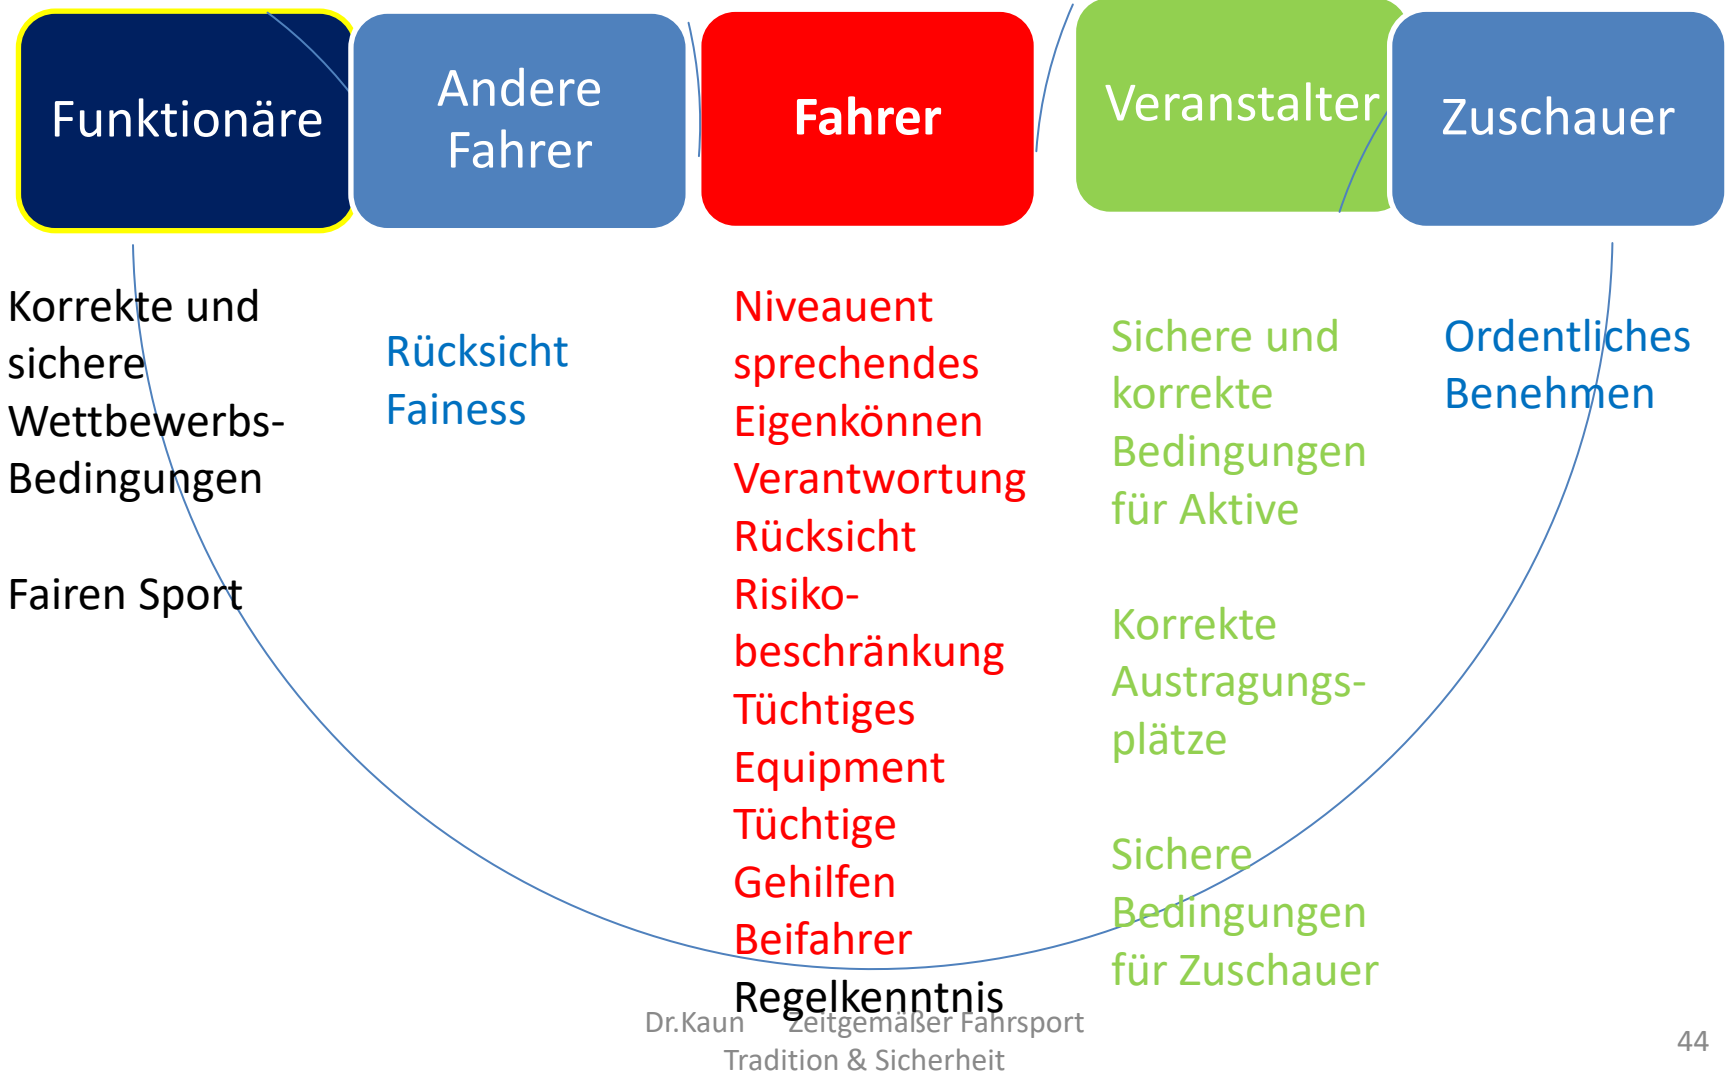 Funktionäre
Andere
Fahrer
Fahrer
Veranstalter
Zuschauer
Korrekte und
sichere
Wettbewerbs-
Bedingungen
Fairen Sport
Rücksicht
Fainess
Niveauent
sprechendes
Eigenkönnen
Verantwortung
Rücksicht
Risiko-
beschränkung
Tüchtiges
Equipment
Tüchtige
Gehilfen
Beifahrer
Regelkenntnis
Sichere und
korrekte
Bedingungen
für Aktive
Korrekte
Austragungs-
plätze
Sichere
Bedingungen
für Zuschauer
Ordentliches
Benehmen
Dr.Kaun Zeitgemäßer Fahrsport
Tradition & Sicherheit
44